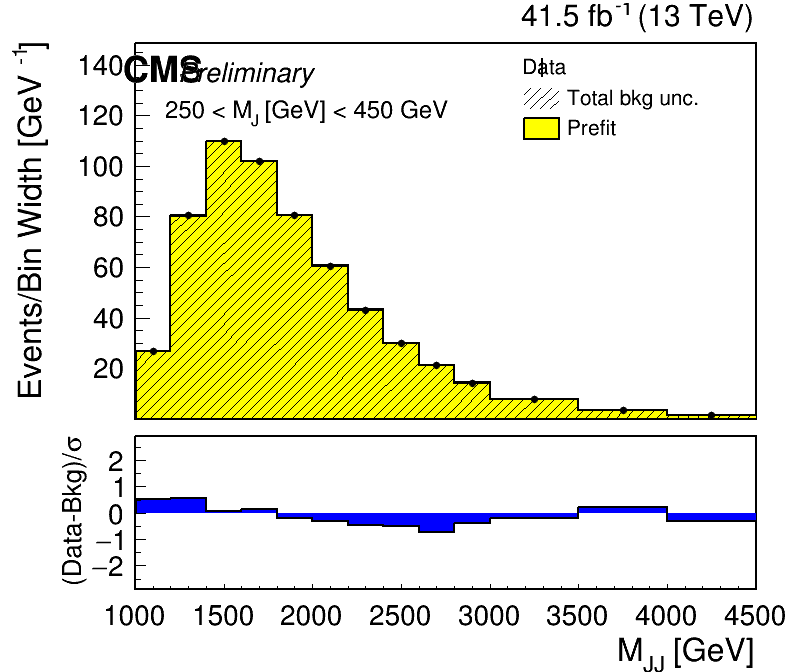 41.5 fb⁻¹ (13 TeV)
CMS Preliminary
250 < M_J [GeV] < 450 GeV
Data
Total bkg unc.
Prefit
Events/Bin Width [GeV⁻¹]
140
120
100
80
60
40
20
(Data-Bkg)/σ
2
1
0
−1
−2
1000 1500 2000 2500 3000 3500 4000 4500
M_JJ [GeV]